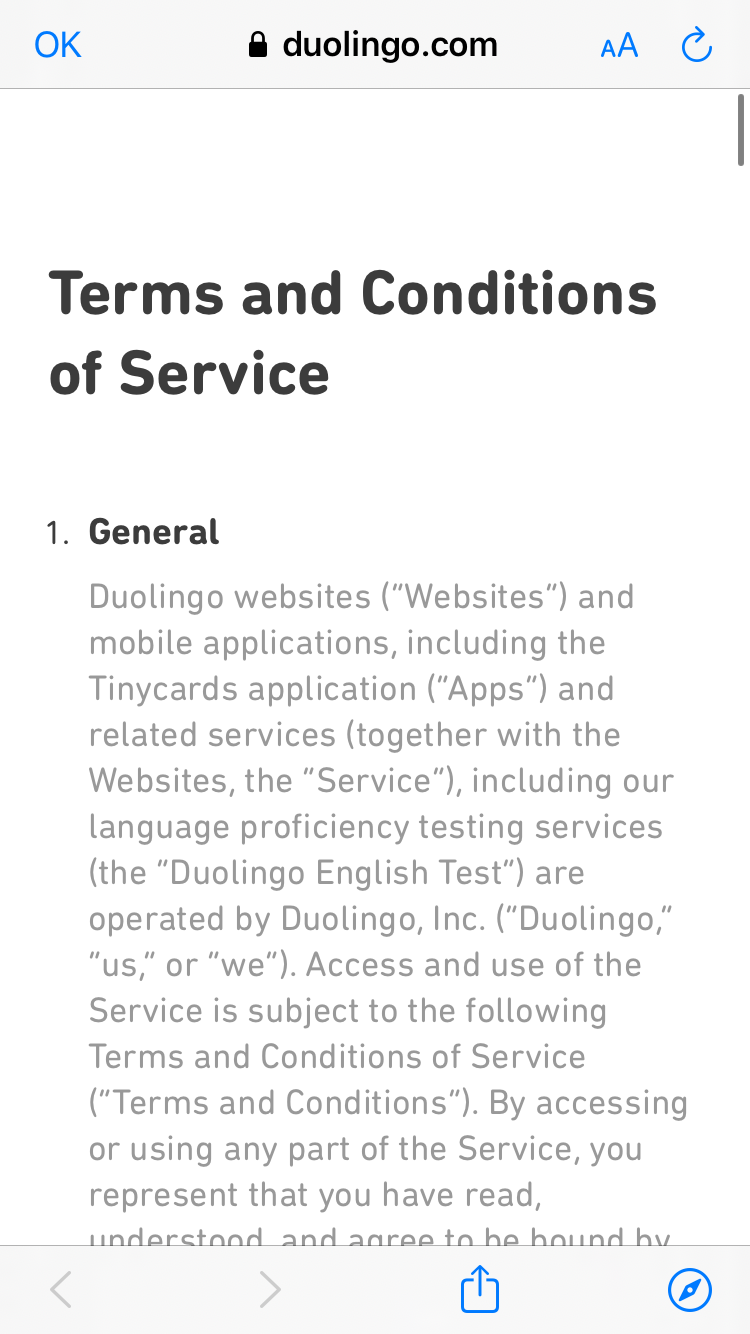 OK duolingo.com AA
Terms and Conditions
of Service
1. General
Duolingo websites (“Websites”) and
mobile applications, including the
Tinycards application (“Apps”) and
related services (together with the
Websites, the “Service”), including our
language proficiency testing services
(the “Duolingo English Test”) are
operated by Duolingo, Inc. (“Duolingo,”
“us,” or “we”). Access and use of the
Service is subject to the following
Terms and Conditions of Service
(“Terms and Conditions”). By accessing
or using any part of the Service, you
represent that you have read,
understood, and agree to be bound by